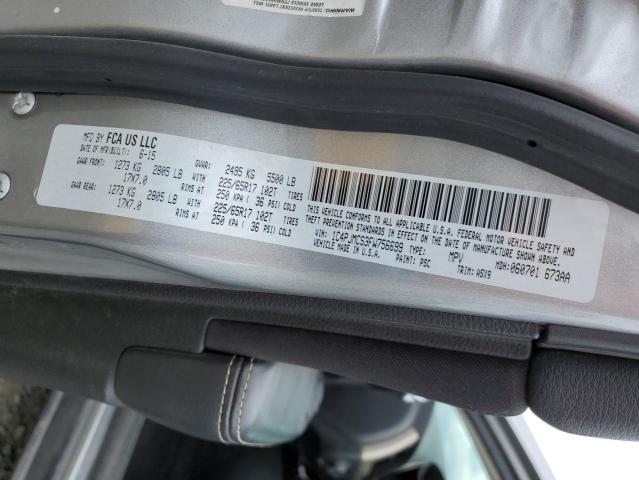 WARNING:
MFD BY FCA US LLC
DATE OF MFR(BUILT): 6-15
GVWR: 2495 KG 5500 LB
GAWR FRONT: 1273 KG 2805 LB WITH 225/65R17 102T TIRES
17X7.0 RIMS AT 250 KPA ( 36 PSI) COLD
GAWR REAR: 1273 KG 2805 LB WITH 225/65R17 102T TIRES
17X7.0 RIMS AT 250 KPA ( 36 PSI) COLD
THIS VEHICLE CONFORMS TO ALL APPLICABLE U.S.A. FEDERAL MOTOR VEHICLE SAFETY AND
THEFT PREVENTION STANDARDS IN EFFECT ON THE DATE OF MANUFACTURE SHOWN ABOVE.
VIN: TYPE: MPV
VEHICLE MADE IN U.S.A. PAINT: PSC MDH:060701 673AA
TRIM: A5X9